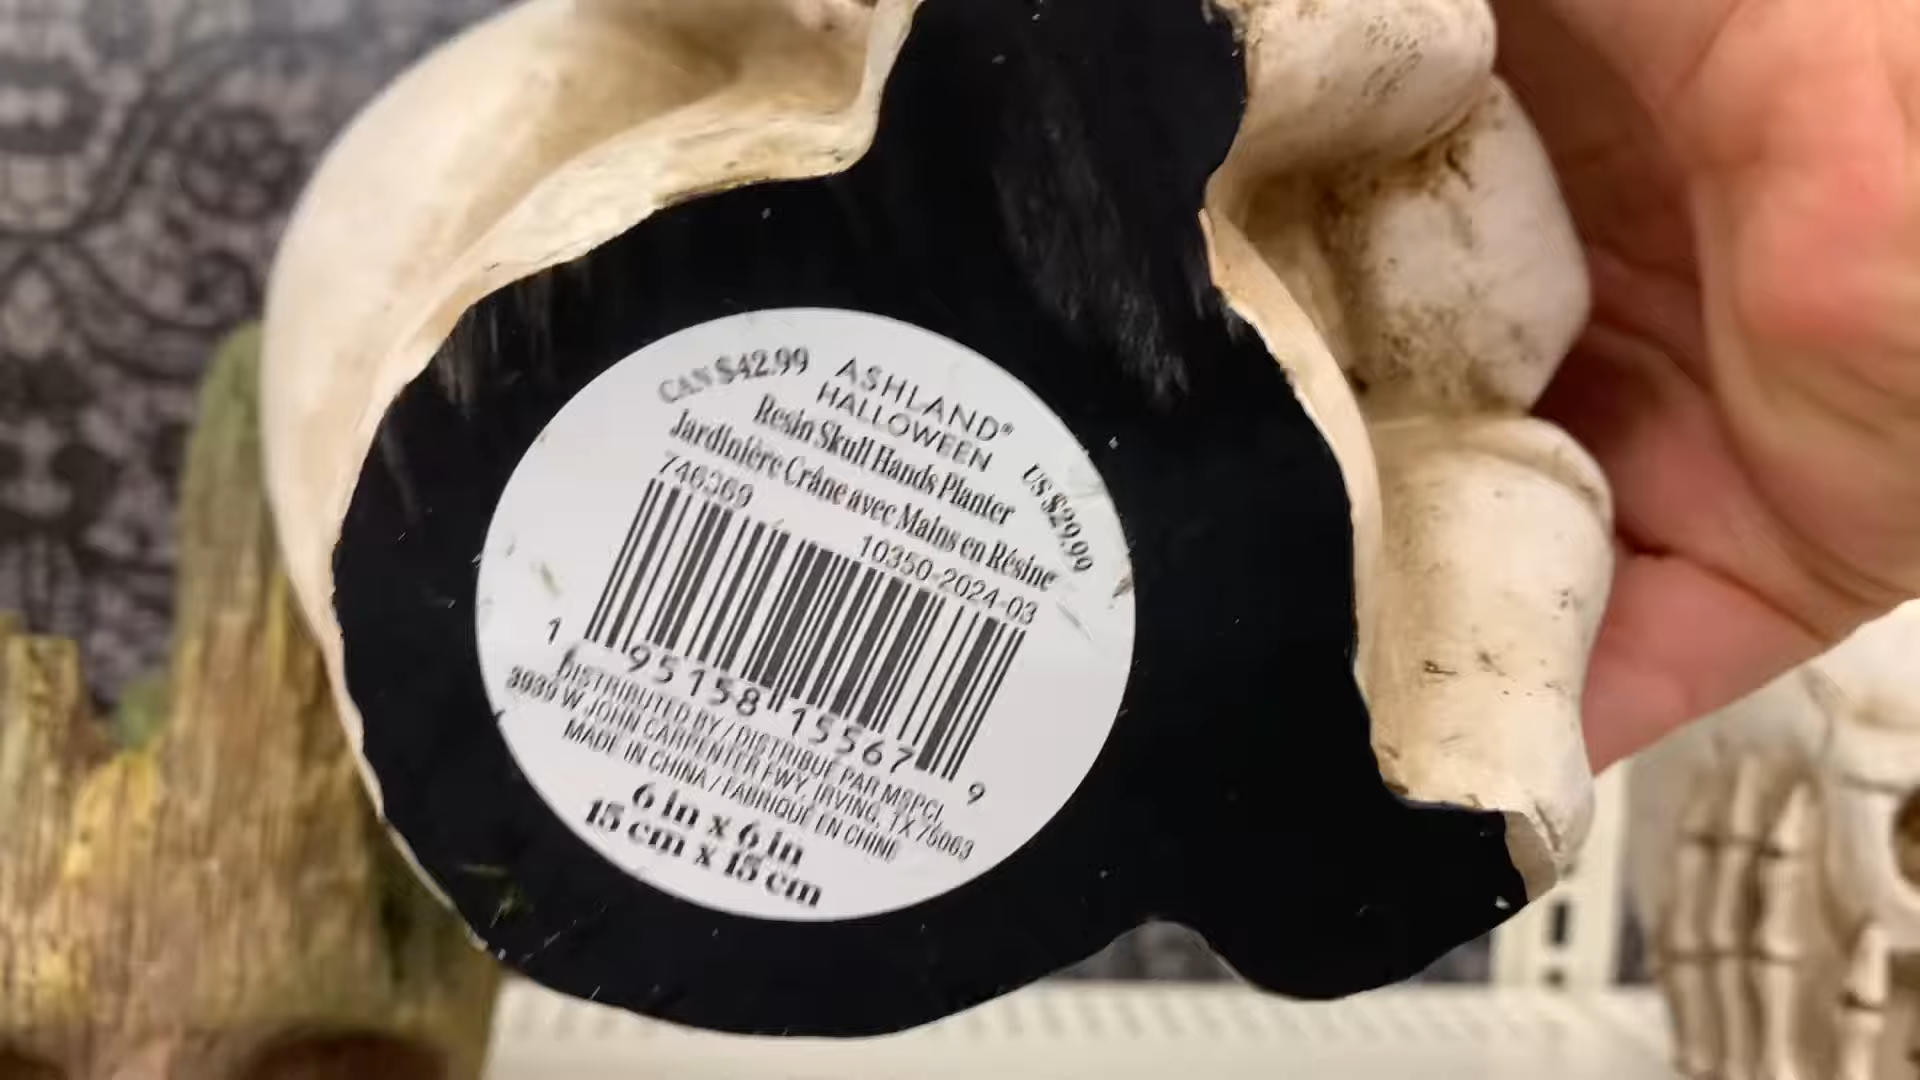 CAN $42.99
ASHLAND®
HALLOWEEN
US $29.99
Resin Skull Hands Planter
Jardinière Crâne avec Mains en Résine
746369
10350-2024-03
1 95158 15567 9
DISTRIBUTED BY / DISTRIBUÉ PAR MSPCI,
3939 W JOHN CARPENTER FWY, IRVING, TX 75063
MADE IN CHINA / FABRIQUÉ EN CHINE
6 in x 6 in
15 cm x 15 cm